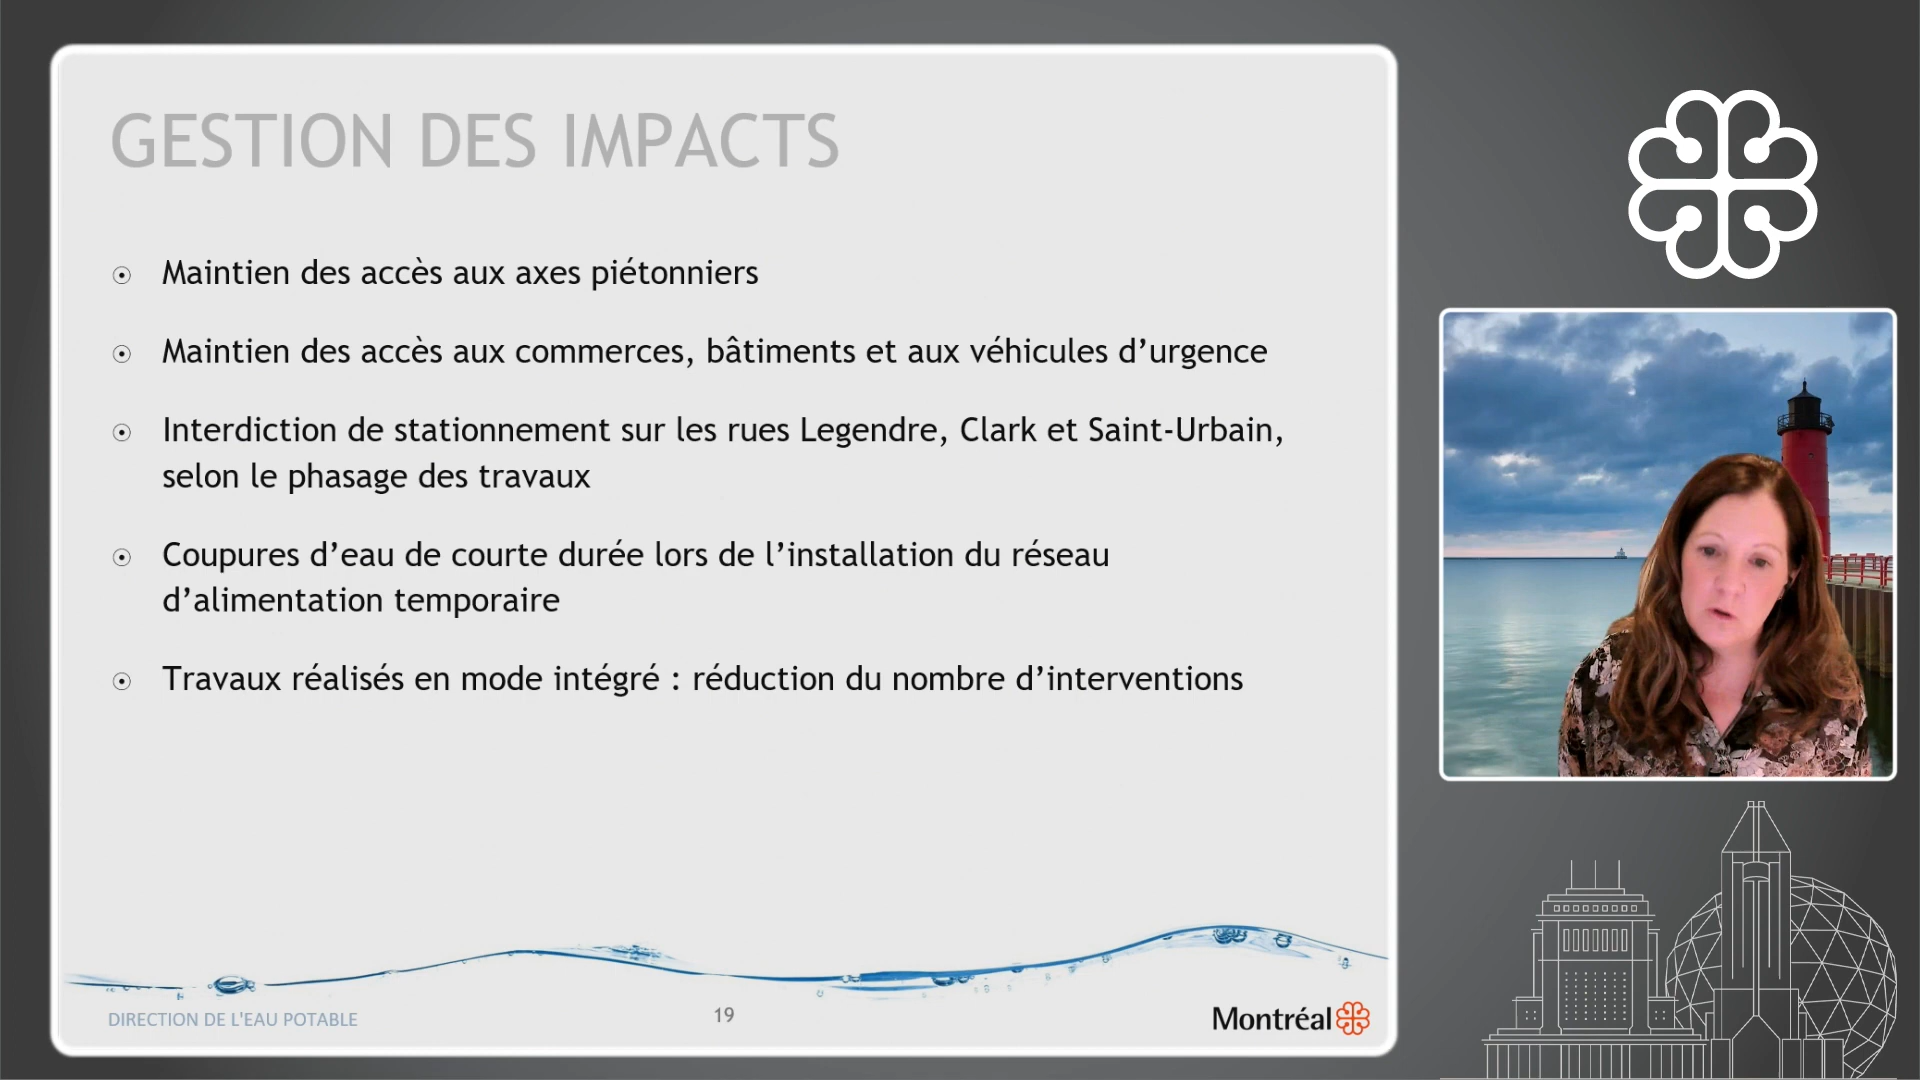 GESTION DES IMPACTS
Maintien des accès aux axes piétonniers
Maintien des accès aux commerces, bâtiments et aux véhicules d’urgence
Interdiction de stationnement sur les rues Legendre, Clark et Saint-Urbain,
selon le phasage des travaux
Coupures d’eau de courte durée lors de l’installation du réseau
d’alimentation temporaire
Travaux réalisés en mode intégré : réduction du nombre d’interventions
DIRECTION DE L'EAU POTABLE
19
Montréal